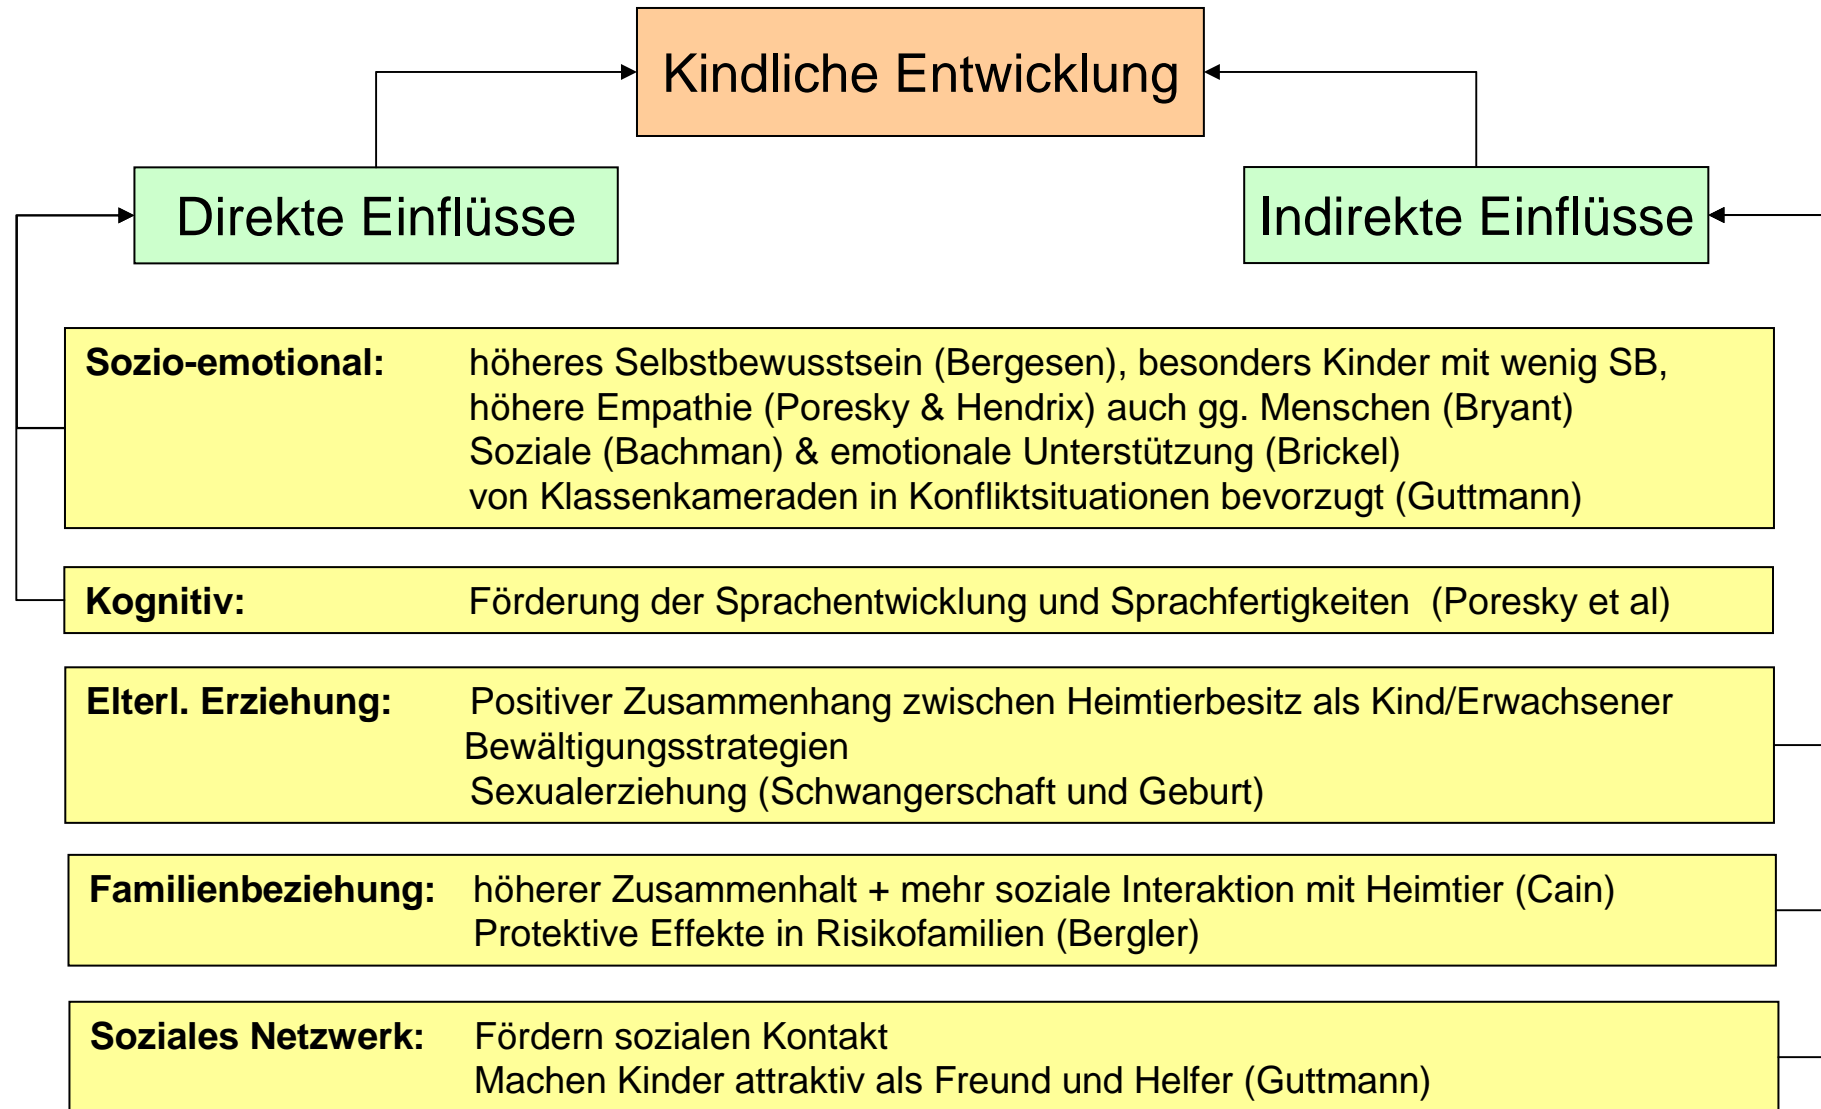 Kindliche Entwicklung
Direkte Einflüsse
Indirekte Einflüsse
Sozio-emotional: höheres Selbstbewusstsein (Bergesen), besonders Kinder mit wenig SB,
höhere Empathie (Poresky & Hendrix) auch gg. Menschen (Bryant)
Soziale (Bachman) & emotionale Unterstützung (Brickel)
von Klassenkameraden in Konfliktsituationen bevorzugt (Guttmann)
Kognitiv: Förderung der Sprachentwicklung und Sprachfertigkeiten (Poresky et al)
Elterl. Erziehung: Positiver Zusammenhang zwischen Heimtierbesitz als Kind/Erwachsener
Bewältigungsstrategien
Sexualerziehung (Schwangerschaft und Geburt)
Familienbeziehung: höherer Zusammenhalt + mehr soziale Interaktion mit Heimtier (Cain)
Protektive Effekte in Risikofamilien (Bergler)
Soziales Netzwerk: Fördern sozialen Kontakt
Machen Kinder attraktiv als Freund und Helfer (Guttmann)